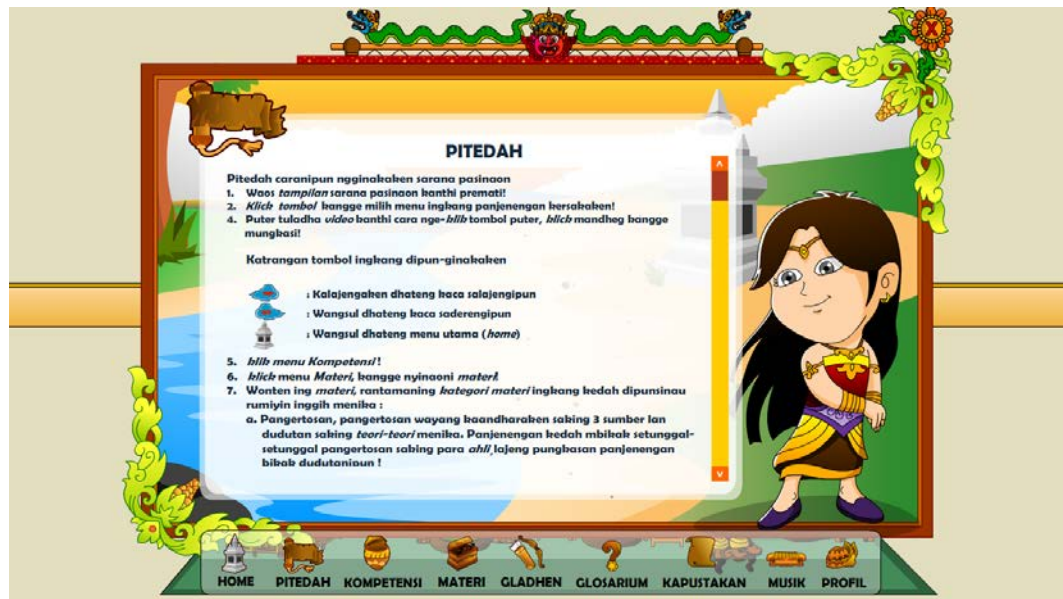 X
PITEDAH
Pitedah caranipun ngginakaken sarana pasinaon
1. Waos tampilan sarana pasinaon kanthi premati!
2. Klick tombol kangge milih menu ingkang panjenengan kersakaken!
4. Puter tuladha video kanthi cara nge-klik tombol puter, klick mandheg kangge
mungkasi!
Katrangan tombol ingkang dipun-ginakaken
: Kalajengaken dhateng kaca salajengipun
: Wangsul dhateng kaca saderengipun
: Wangsul dhateng menu utama (home)
5. klik menu Kompetensi !
6. klick menu Materi, kangge nyinaoni materi!
7. Wonten ing materi, rantamaning kategori materi ingkang kedah dipunsinau
rumiyin inggih menika :
a. Pangertosan, pangertosan wayang kaandharaken saking 3 sumber lan
dudutan saking teori-teori menika. Panjenengan kedah mbikak setunggal-
setunggal pangertosan saking para ahli, lajeng pungkasan panjenengan
bikak dudutanipun !
HOME PITEDAH KOMPETENSI MATERI GLADHEN GLOSARIUM KAPUSTAKAN MUSIK PROFIL